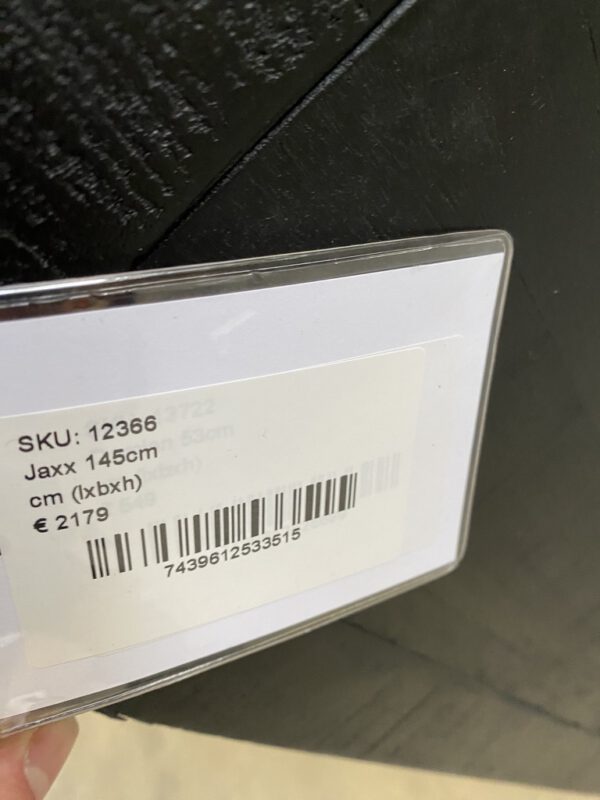 SKU: 12366
Jaxx 145cm
cm (lxbxh)
€ 2179
7439612533515